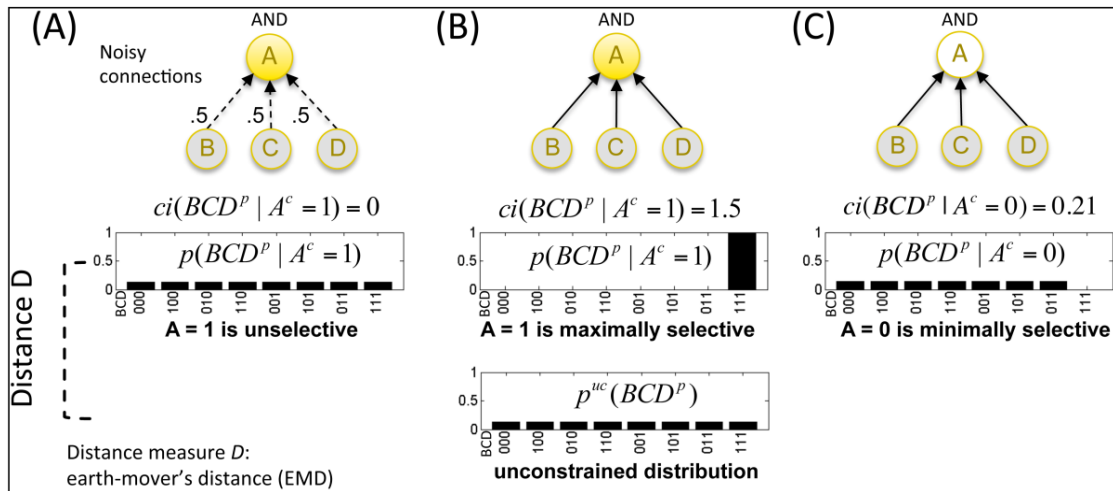 (A)
AND
A
Noisy
connections
.5 .5 .5
B C D
ci(BCD^p | A^c = 1) = 0
1
0.5
0
p(BCD^p | A^c = 1)
BCD 000 100 010 110 001 101 011 111
A = 1 is unselective
(B)
AND
A
B C D
ci(BCD^p | A^c = 1) = 1.5
1
0.5
0
p(BCD^p | A^c = 1)
BCD 000 100 010 110 001 101 011 111
A = 1 is maximally selective
1
0.5
0
p^uc(BCD^p)
BCD 000 100 010 110 001 101 011 111
unconstrained distribution
(C)
AND
A
B C D
ci(BCD^p | A^c = 0) = 0.21
1
0.5
0
p(BCD^p | A^c = 0)
BCD 000 100 010 110 001 101 011 111
A = 0 is minimally selective
Distance D
Distance measure D:
earth-mover's distance (EMD)